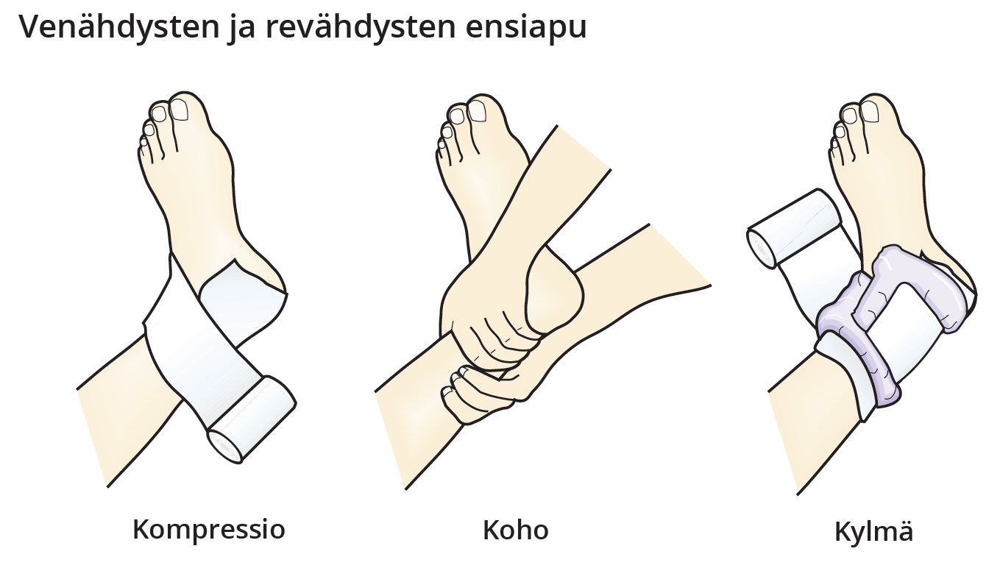 Venähdysten ja revähdysten ensiapu
Kompressio
Koho
Kylmä